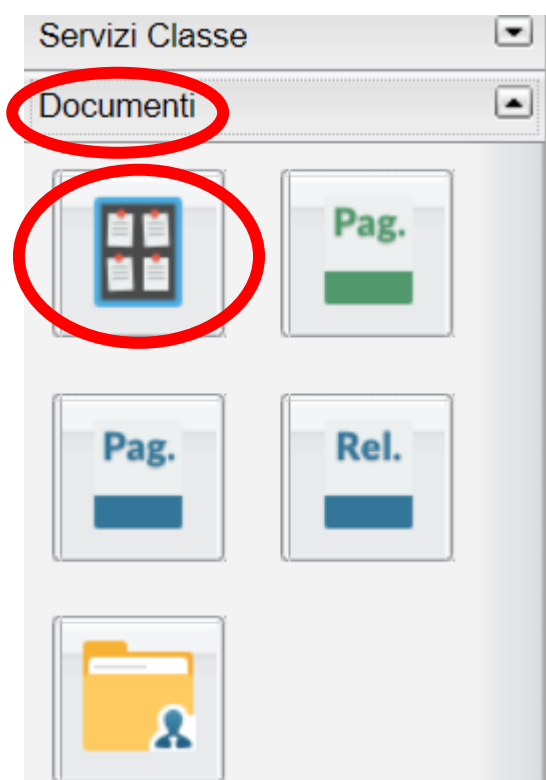 Servizi Classe
Documenti
Pag.
Pag.
Rel.